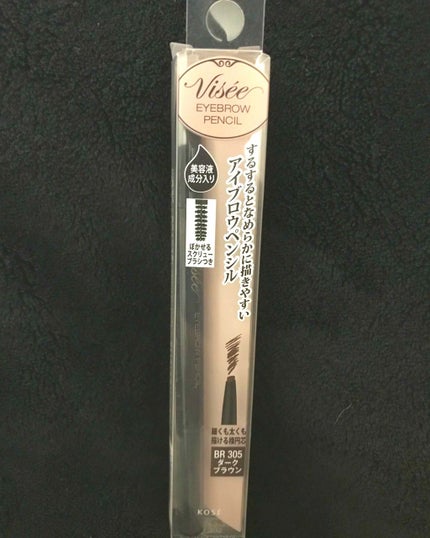 Visée
EYEBROW
PENCIL
するするとなめらかに描きやすい
アイブロウペンシル
美容液
成分入り
ぼかせる
スクリュー
ブラシつき
細くも太くも
描ける楕円芯
BR 305
ダーク
ブラウン
KOSÉ